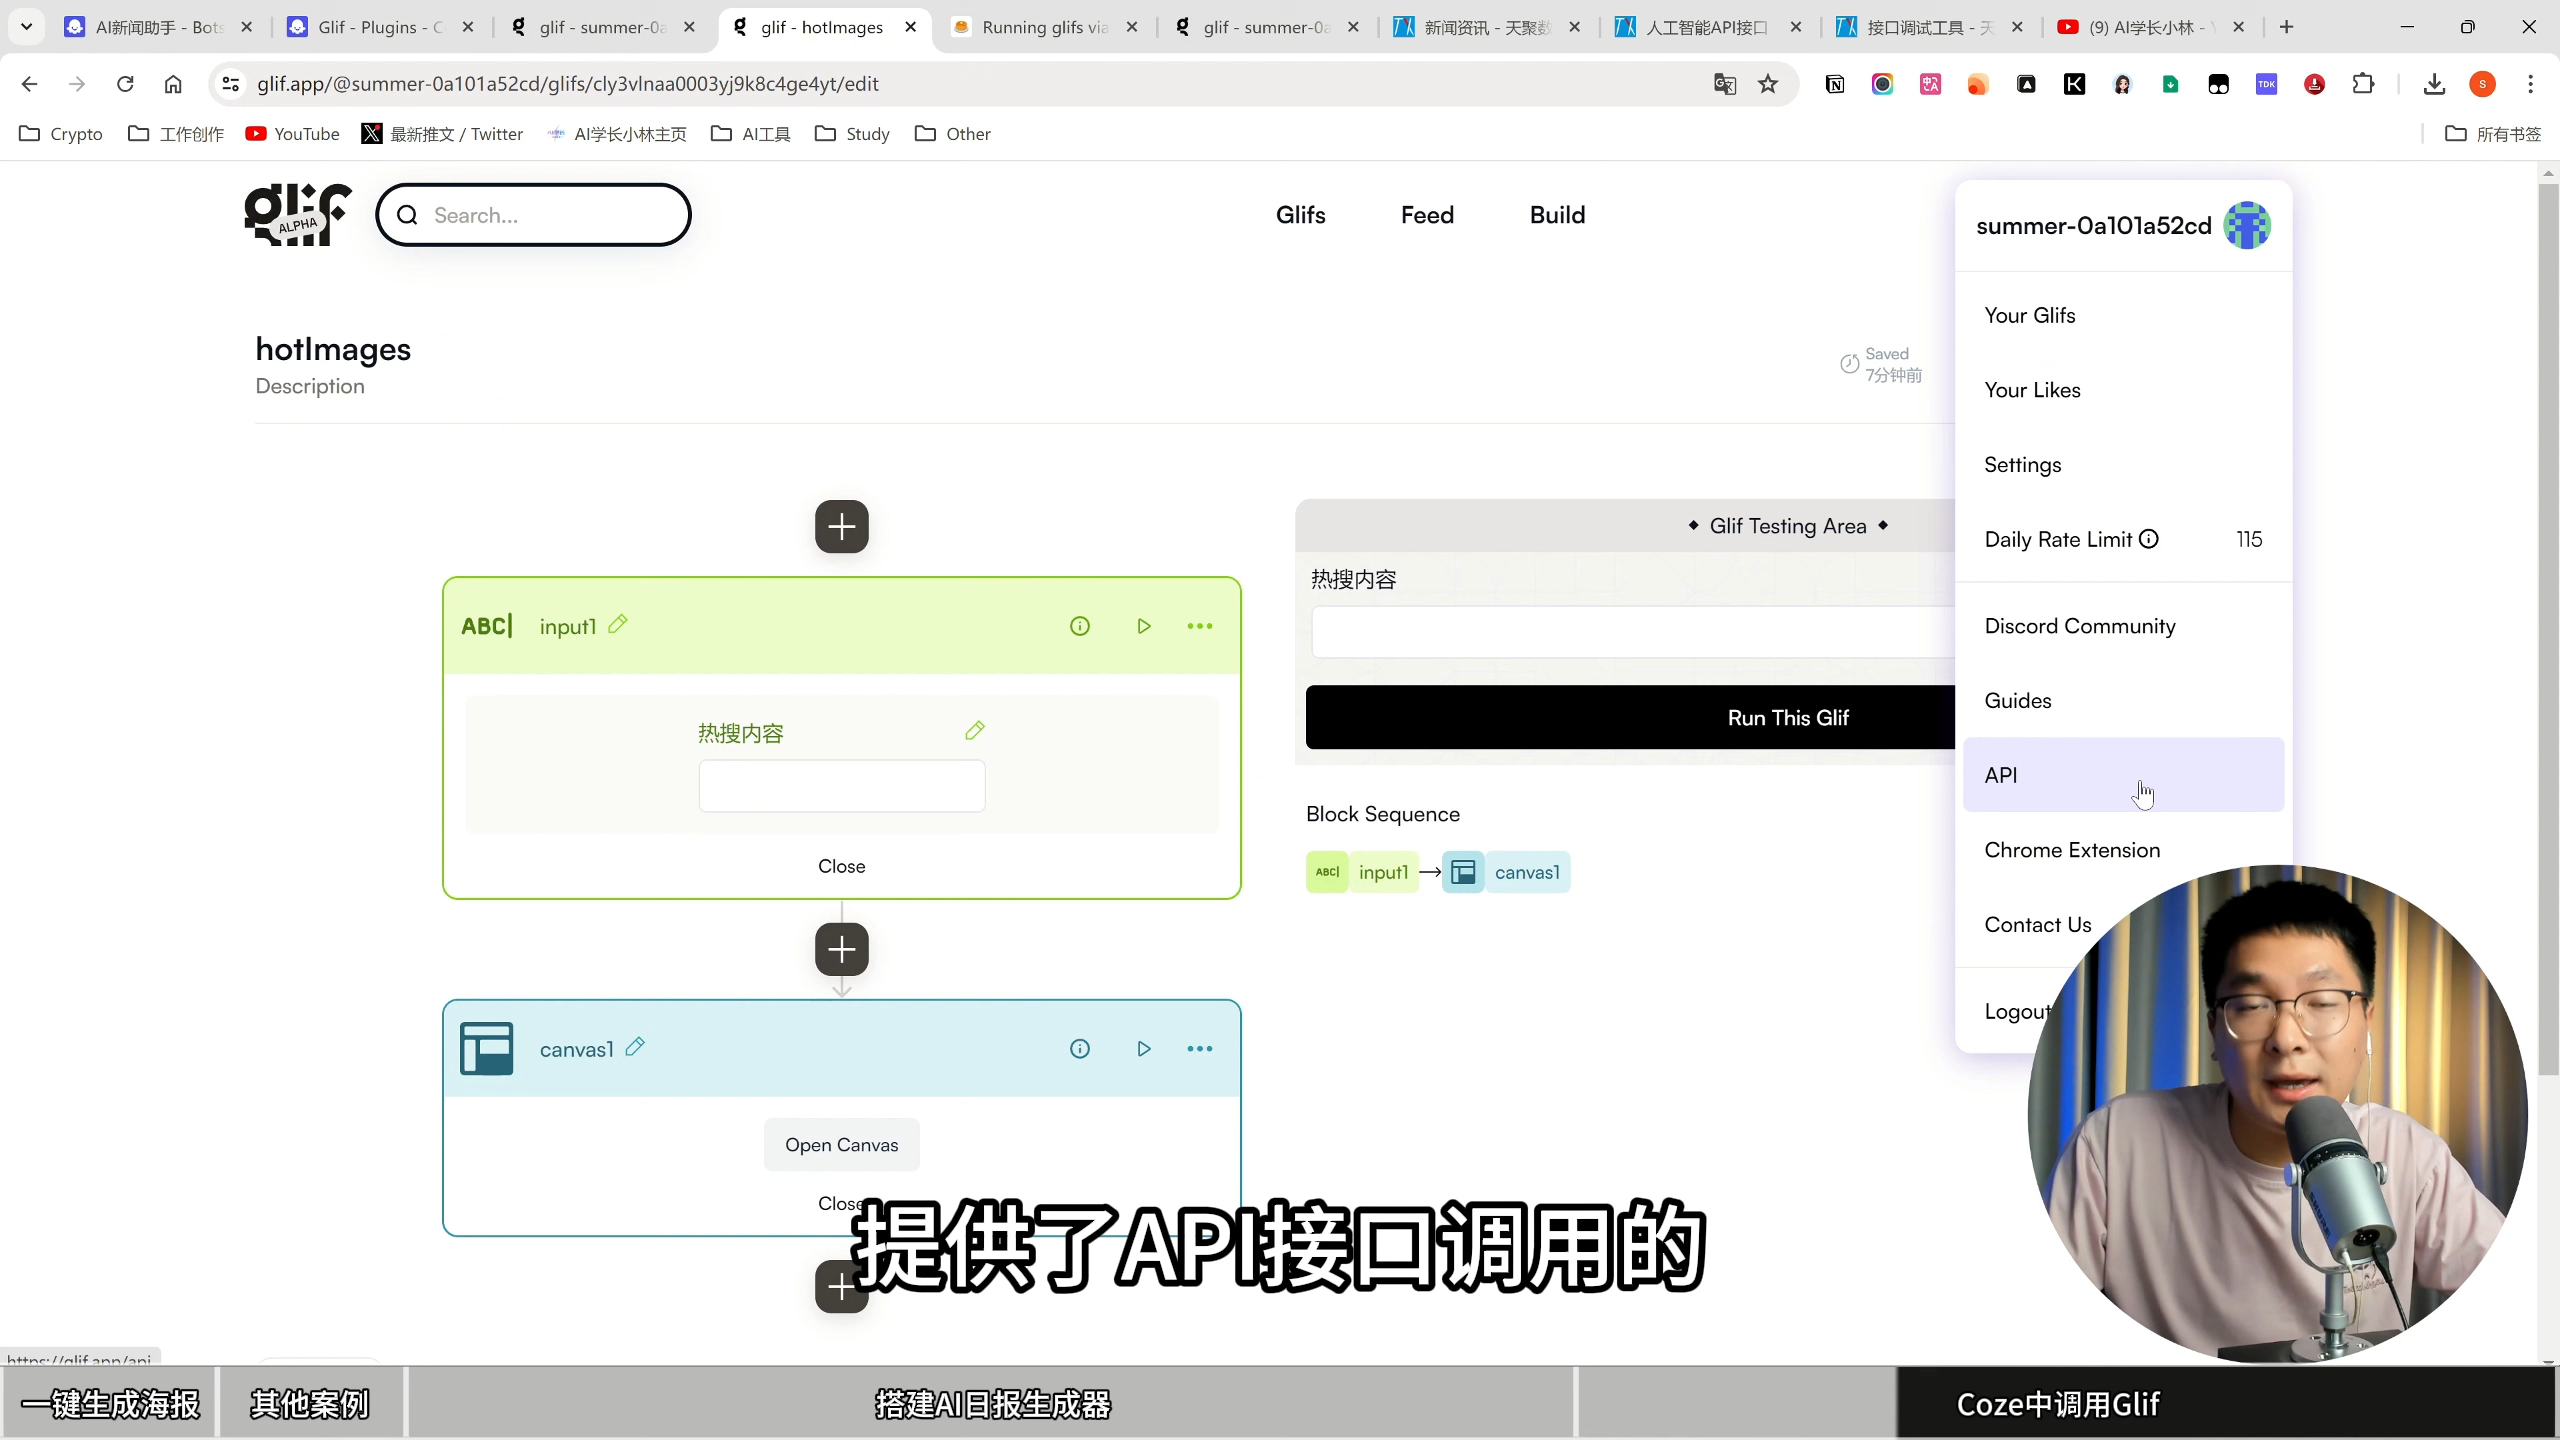 AI新闻助手 - Bots
Glif - Plugins - C
glif - summer-0a
glif - hotImages
Running glifs via
glif - summer-0a
新闻资讯 - 天聚数
人工智能API接口
接口调试工具 - 天
(9) AI学长小林 - Y
glif.app/@summer-0a101a52cd/glifs/cly3vlnaa0003yj9k8c4ge4yt/edit
TDK
S
Crypto
工作创作
YouTube
最新推文 / Twitter
AI学长小林主页
AI工具
Study
Other
所有书签
glif
ALPHA
Search...
Glifs
Feed
Build
summer-0a101a52cd
hotImages
Description
Saved
7分钟前
Your Glifs
Your Likes
Settings
Daily Rate Limit
115
Discord Community
Guides
API
Chrome Extension
Contact Us
Logout
ABC| input1
热搜内容
Close
canvas1
Open Canvas
Close
Glif Testing Area
热搜内容
Run This Glif
Block Sequence
ABC| input1
canvas1
提供了API接口调用的
https://glif.app/api
一键生成海报
其他案例
搭建AI日报生成器
Coze中调用Glif